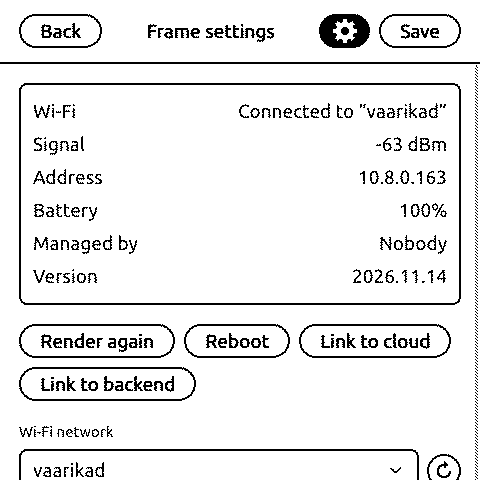 Back Frame settings Save
Wi-Fi Connected to "vaarikad"
Signal -63 dBm
Address 10.8.0.163
Battery 100%
Managed by Nobody
Version 2026.11.14
Render again Reboot Link to cloud
Link to backend
Wi-Fi network
vaarikad